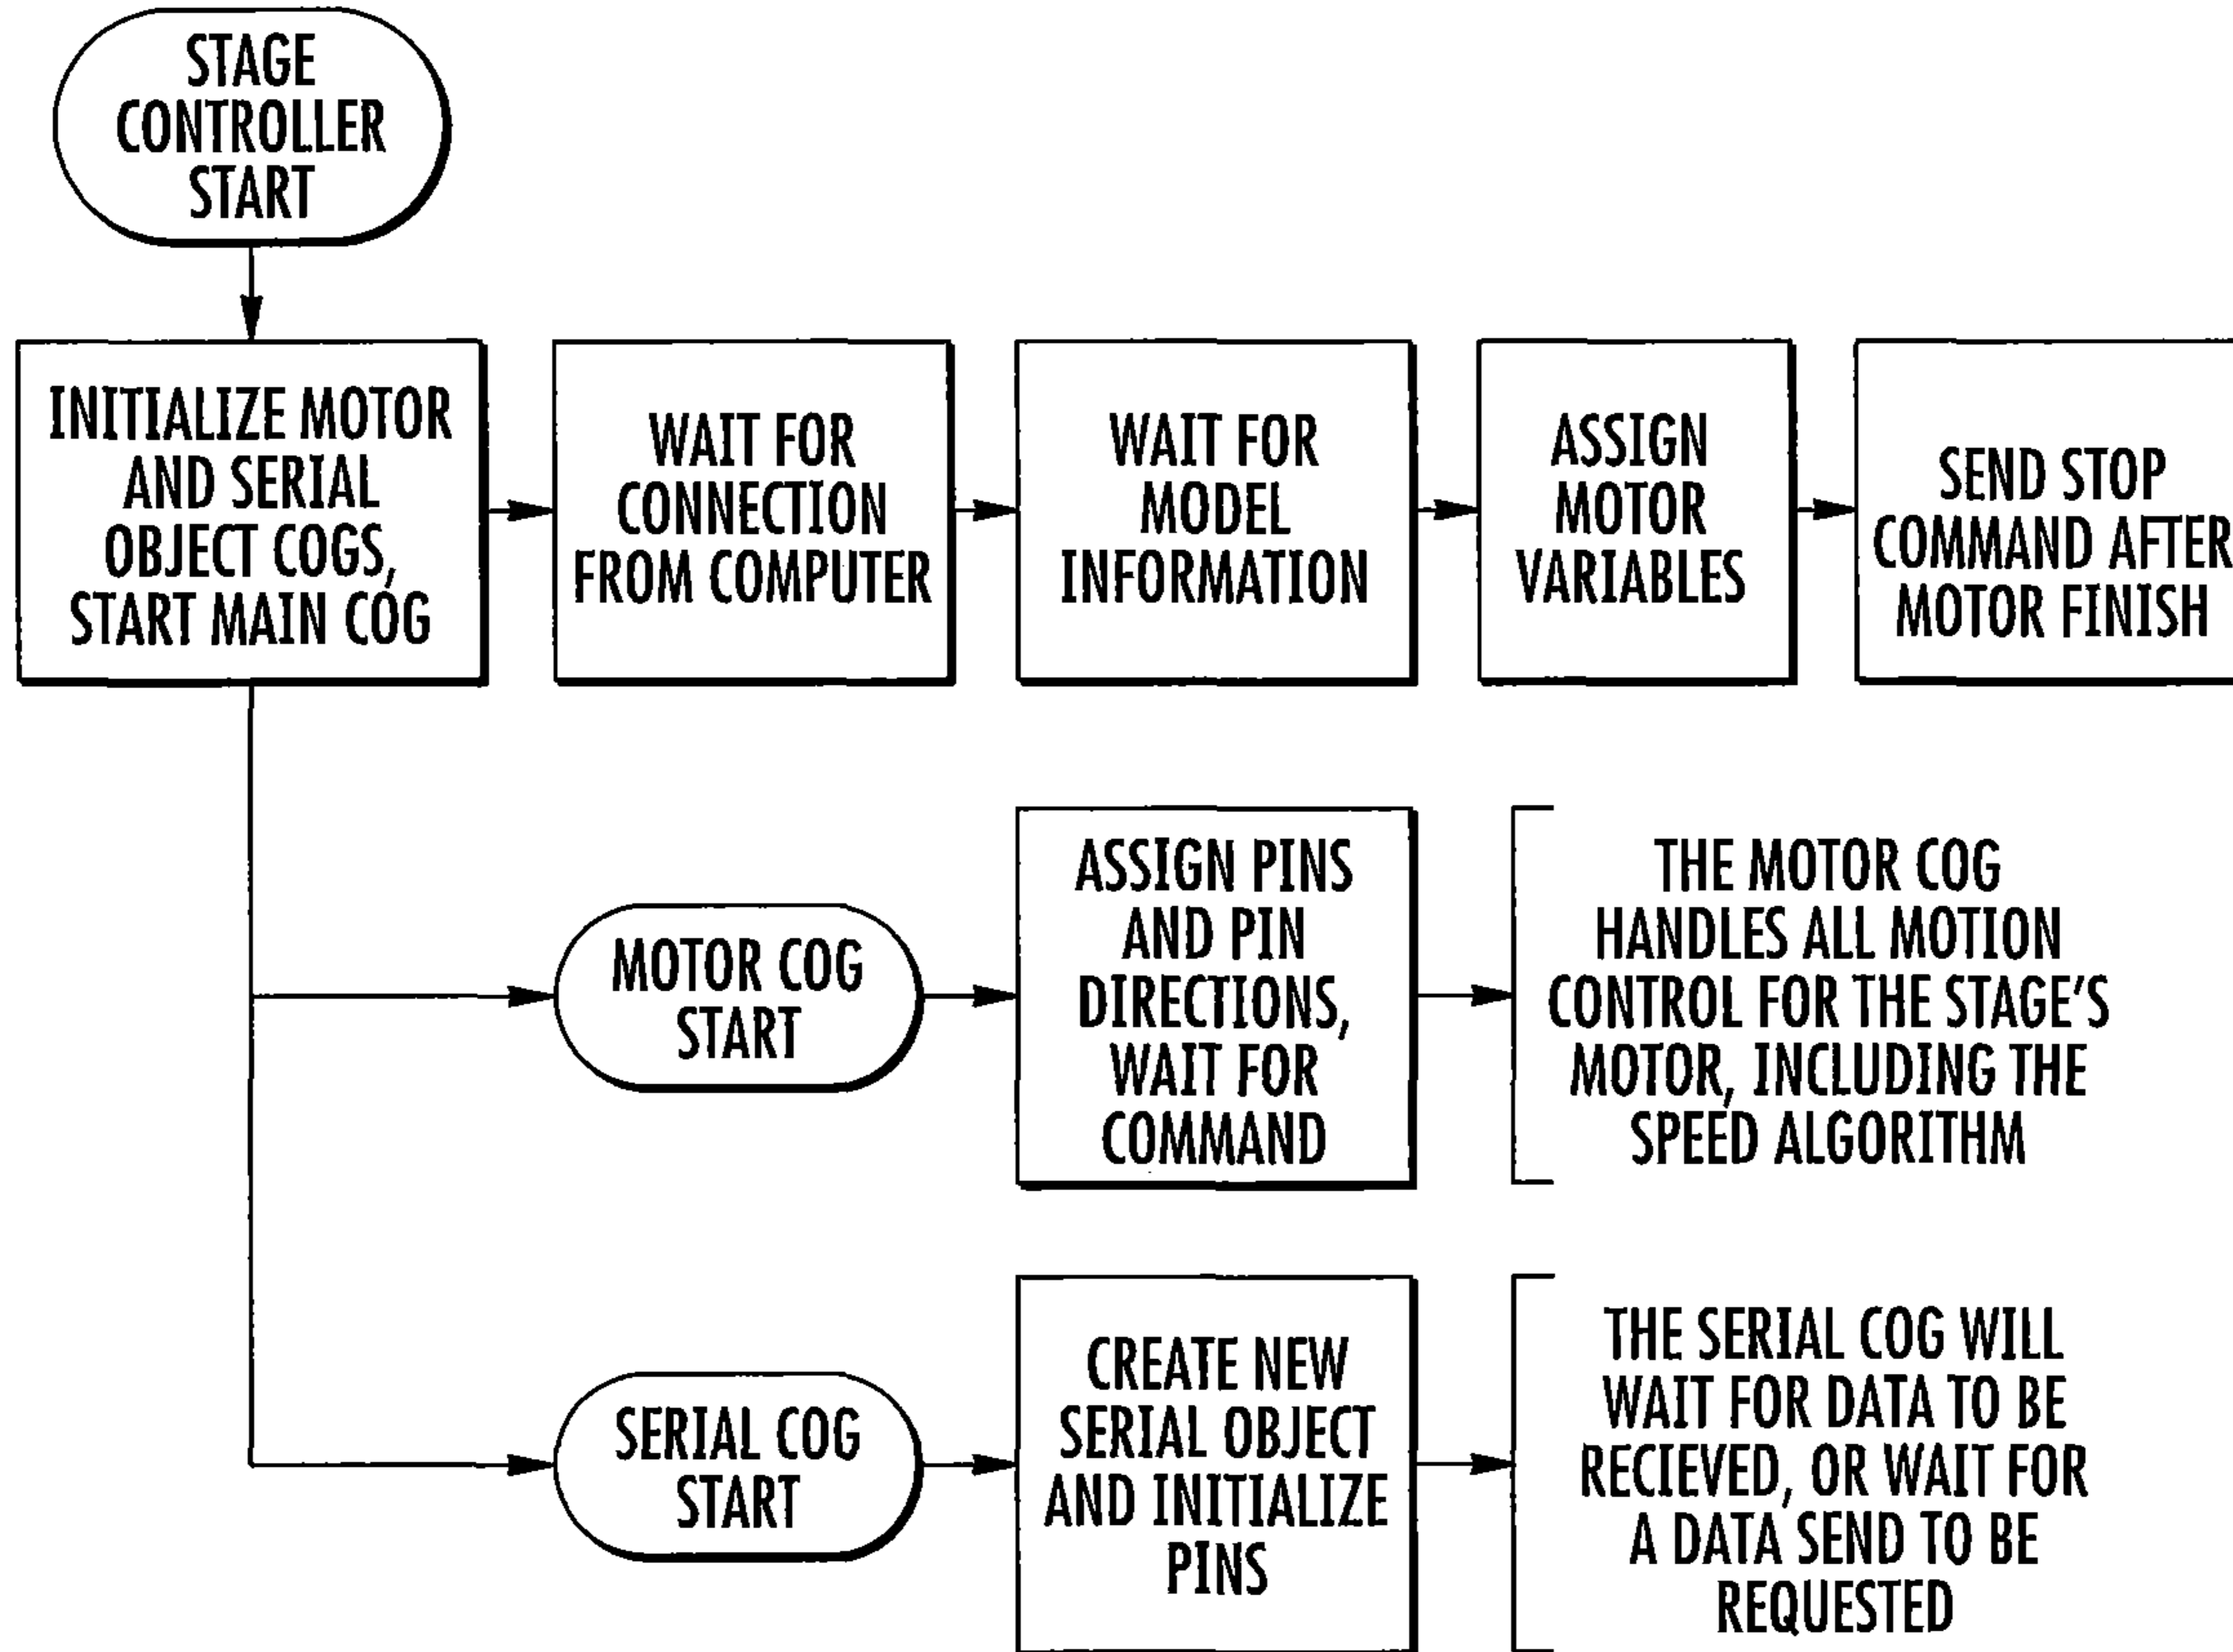 STAGE
CONTROLLER
START
INITIALIZE MOTOR
AND SERIAL
OBJECT COGS,
START MAIN COG
WAIT FOR
CONNECTION
FROM COMPUTER
WAIT FOR
MODEL
INFORMATION
ASSIGN
MOTOR
VARIABLES
SEND STOP
COMMAND AFTER
MOTOR FINISH
MOTOR COG
START
ASSIGN PINS
AND PIN
DIRECTIONS,
WAIT FOR
COMMAND
THE MOTOR COG
HANDLES ALL MOTION
CONTROL FOR THE STAGE'S
MOTOR, INCLUDING THE
SPEED ALGORITHM
SERIAL COG
START
CREATE NEW
SERIAL OBJECT
AND INITIALIZE
PINS
THE SERIAL COG WILL
WAIT FOR DATA TO BE
RECIEVED, OR WAIT FOR
A DATA SEND TO BE
REQUESTED